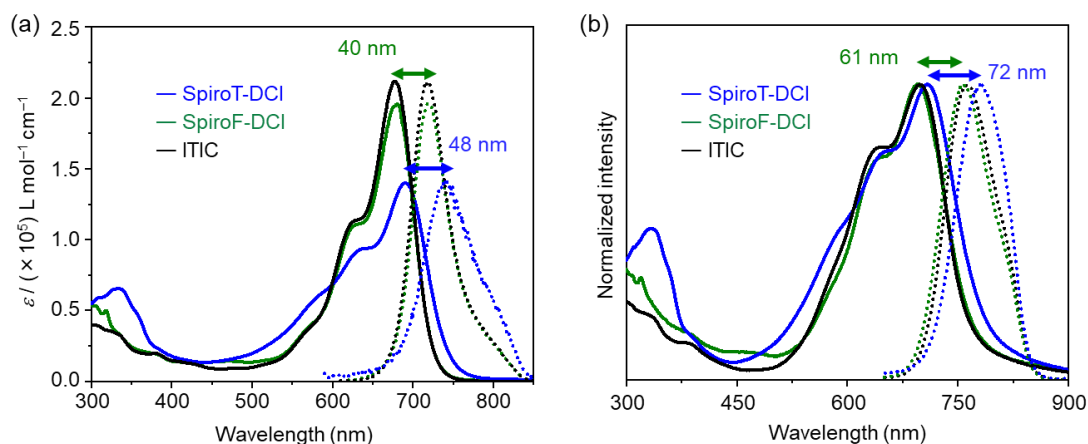 (a)
2.5
2.0
1.5
1.0
0.5
0.0
ε / (×10⁵) L mol⁻¹ cm⁻¹
40 nm
SpiroT-DCI
SpiroF-DCI
ITIC
48 nm
300 400 500 600 700 800
Wavelength (nm)
(b)
Normalized intensity
61 nm
72 nm
SpiroT-DCI
SpiroF-DCI
ITIC
300 450 600 750 900
Wavelength (nm)